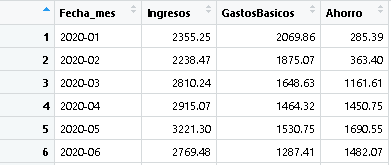 Fecha_mes Ingresos GastosBasicos Ahorro
1 2020-01 2355.25 2069.86 285.39
2 2020-02 2238.47 1875.07 363.40
3 2020-03 2810.24 1648.63 1161.61
4 2020-04 2915.07 1464.32 1450.75
5 2020-05 3221.30 1530.75 1690.55
6 2020-06 2769.48 1287.41 1482.07